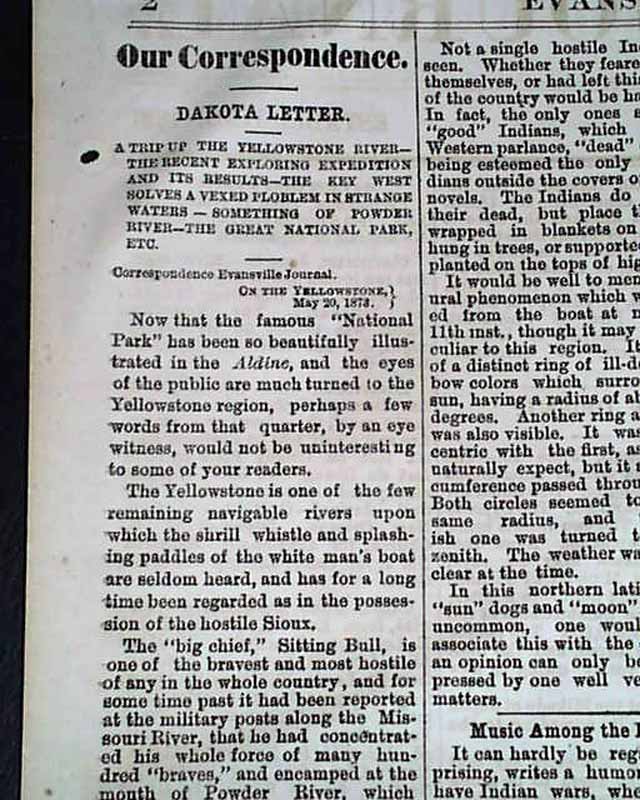 2
EVANS
Our Correspondence.
DAKOTA LETTER.
A TRIP UP THE YELLOWSTONE RIVER—
THE RECENT EXPLORING EXPEDITION
AND ITS RESULTS—THE KEY WEST
SOLVES A VEXED PLOBLEM IN STRANGE
WATERS — SOMETHING OF POWDER
RIVER—THE GREAT NATIONAL PARK,
ETC.
Correspondence Evansville Journal.
ON THE YELLOWSTONE,}
May 20, 1873. }
Now that the famous "National
Park" has been so beautifully illus-
trated in the Aldine, and the eyes
of the public are much turned to the
Yellowstone region, perhaps a few
words from that quarter, by an eye
witness, would not be uninteresting
to some of your readers.
The Yellowstone is one of the few
remaining navigable rivers upon
which the shrill whistle and splash-
ing paddles of the white man's boat
are seldom heard, and has for a long
time been regarded as in the posses-
sion of the hostile Sioux.
The "big chief," Sitting Bull, is
one of the bravest and most hostile
of any in the whole country, and for
some time past it had been reported
at the military posts along the Mis-
souri River, that he had concentrat-
ed his whole force of many hun-
dred "braves," and encamped at the
month of Powder River, which
Not a single hostile In
seen. Whether they feare
themselves, or had left thi
of the country would be ha
In fact, the only ones s
"good" Indians, which
Western parlance, "dead"
being esteemed the only
dians outside the covers o
novels. The Indians do
their dead, but place t
wrapped in blankets on
hung in trees, or supporte
planted on the tops of hig
It would be well to men
ural phenomenon which w
ed from the boat at n
11th inst., though it may
culiar to this region. It
of a distinct ring of ill-de
bow colors which surro
sun, having a radius of ab
degrees. Another ring a
was also visible. It was
centric with the first, as
naturally expect, but it s
cumference passed throu
Both circles seemed to
same radius, and
ish one was turned t
zenith. The weather wa
clear at the time.
In this northern lati
"sun" dogs and "moon"
uncommon, one woul
associate this with the
an opinion can only be
pressed by one well ve
matters.
Music Among the I
It can hardly be reg
prising, writes a humo
have Indian wars, whe